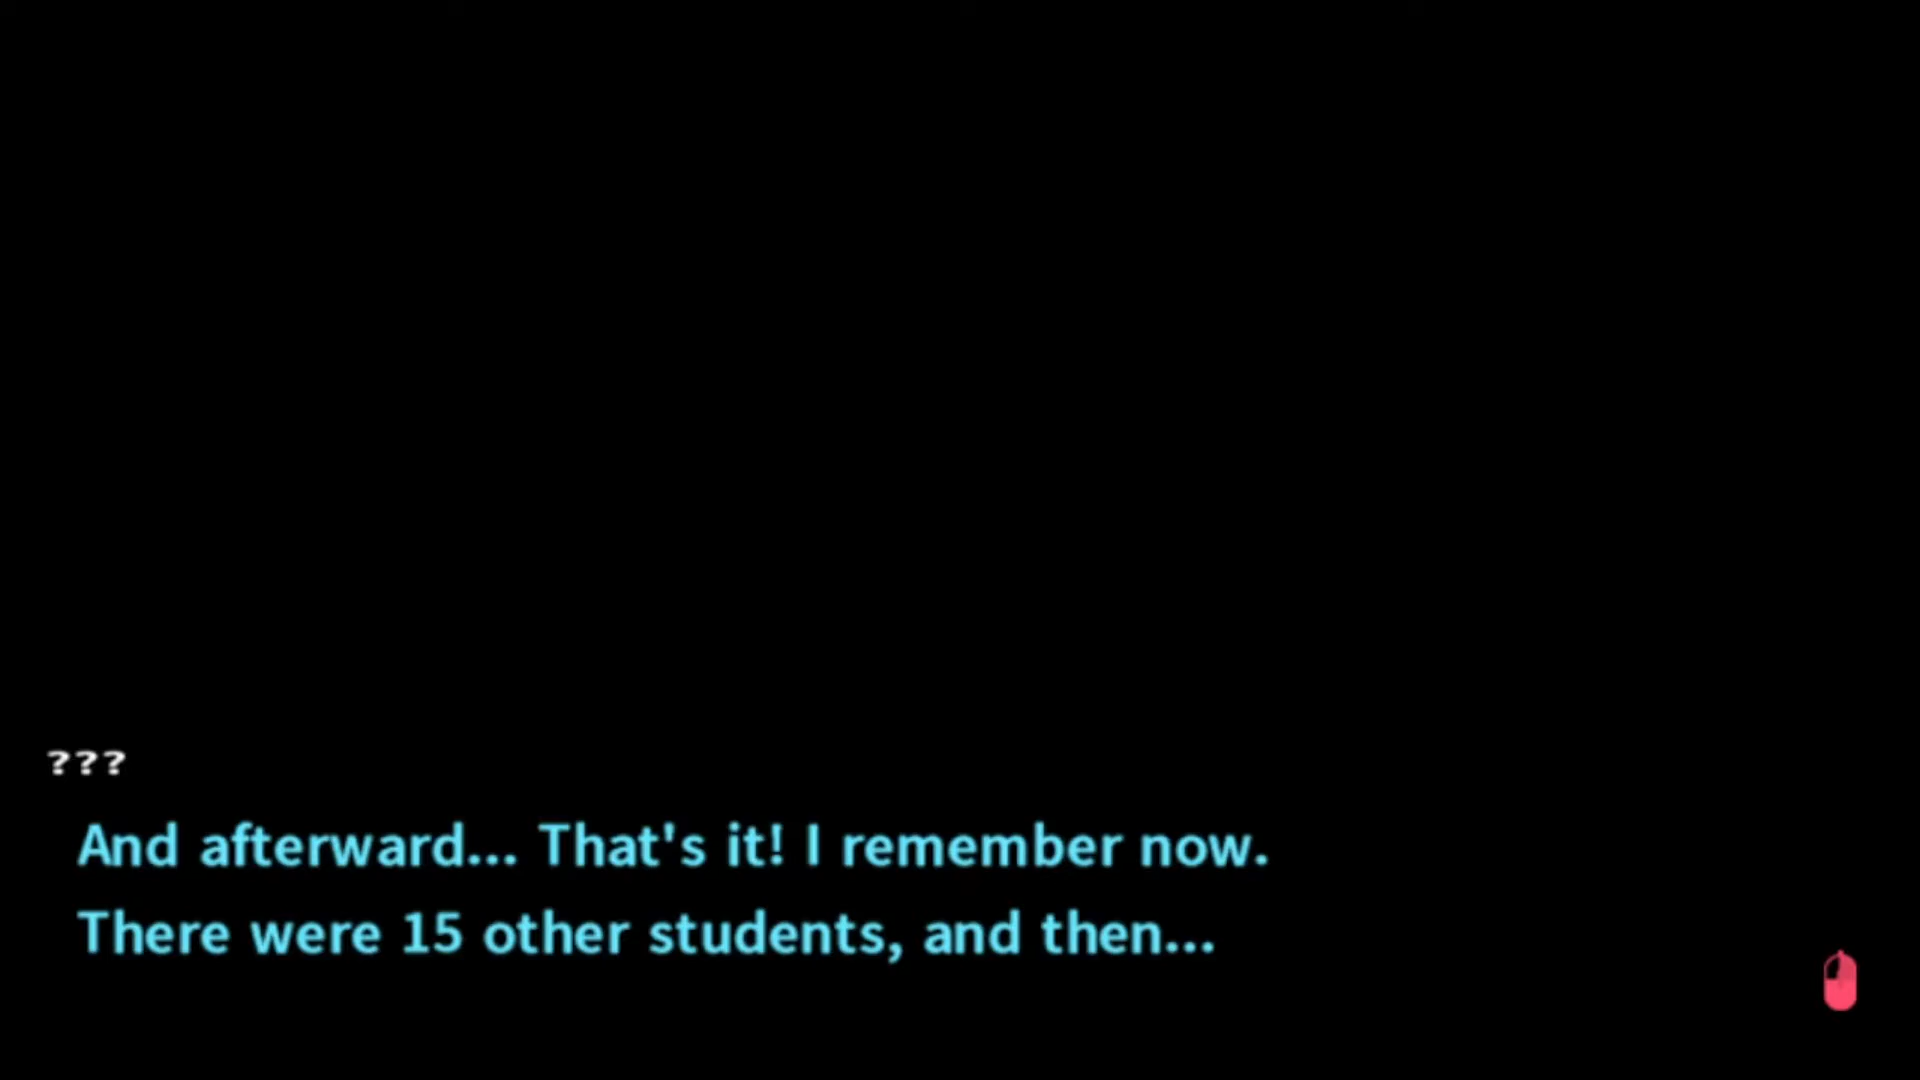 ???
And afterward... That's it! I remember now.
There were 15 other students, and then...